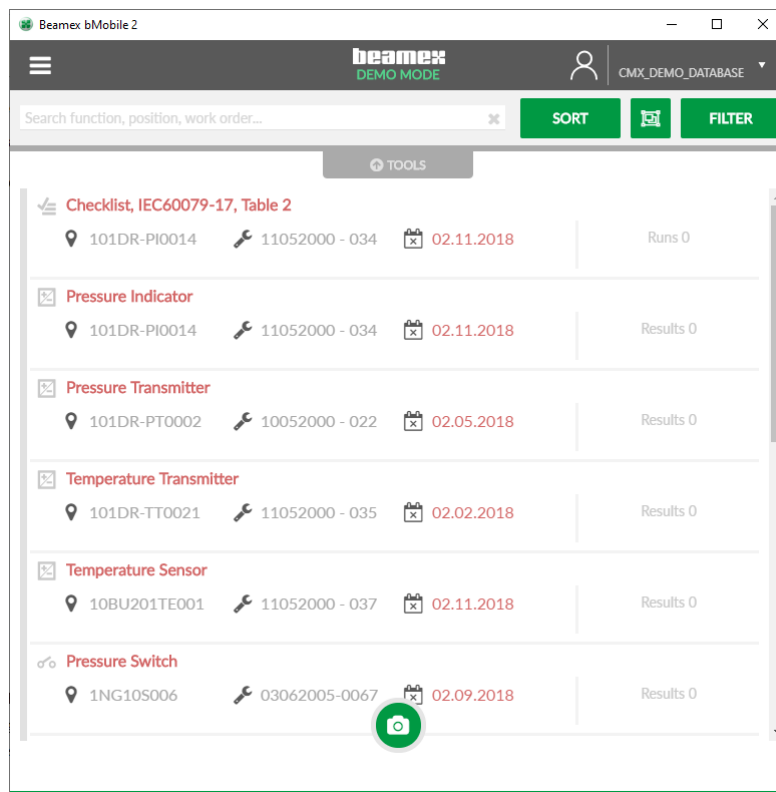 Beamex bMobile 2
beamex
DEMO MODE
CMX_DEMO_DATABASE
Search function, position, work order...
SORT
FILTER
TOOLS
Checklist, IEC60079-17, Table 2
101DR-PI0014 11052000 - 034 02.11.2018 Runs 0
Pressure Indicator
101DR-PI0014 11052000 - 034 02.11.2018 Results 0
Pressure Transmitter
101DR-PT0002 10052000 - 022 02.05.2018 Results 0
Temperature Transmitter
101DR-TT0021 11052000 - 035 02.02.2018 Results 0
Temperature Sensor
10BU201TE001 11052000 - 037 02.11.2018 Results 0
Pressure Switch
1NG10S006 03062005-0067 02.09.2018 Results 0